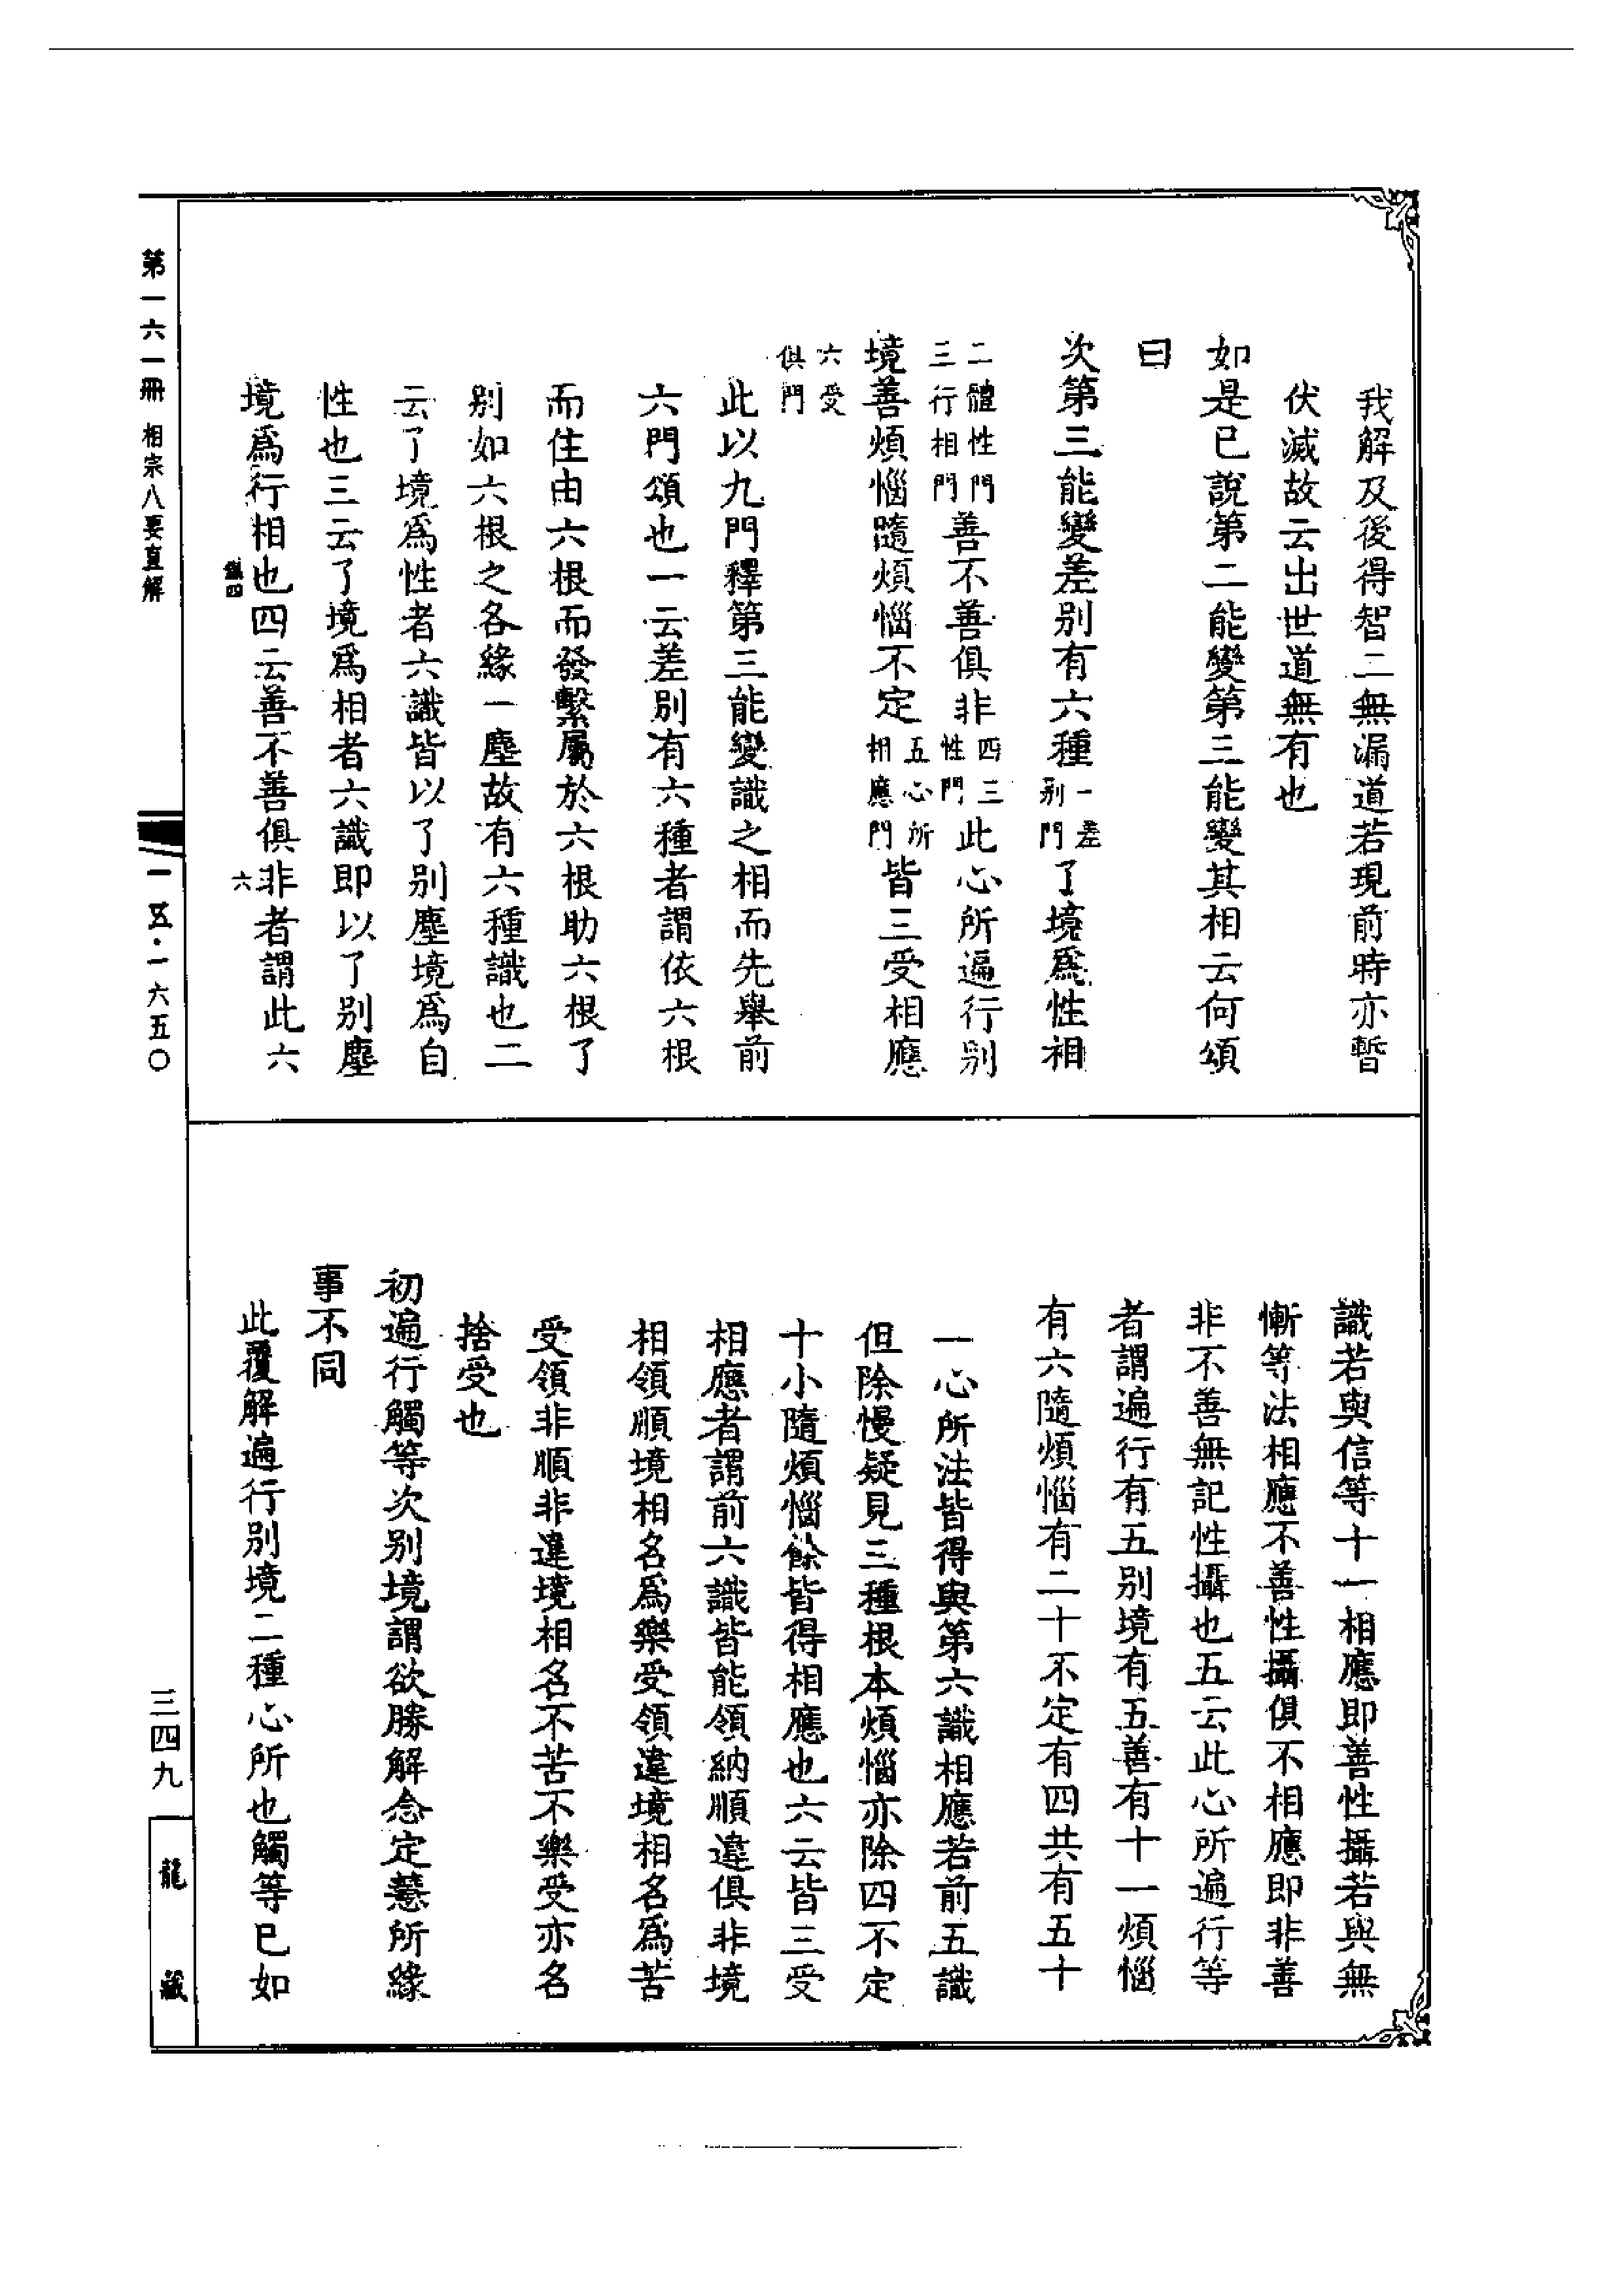 我解及後得智二無漏道若現前時亦暫
伏滅故云出世道無有也
如是已說第二能變第三能變其相云何頌
曰
次第三能變差別有六種一差別門了境爲性相
二體性門三行相門善不善俱非四三性門此心所遍行別
境善煩惱隨煩惱不定五心所相應門皆三受相應
六受俱門
此以九門釋第三能變識之相而先舉前
六門頌也一云差別有六種者謂依六根
而住由六根而發繫屬於六根助六根了
別如六根之各緣一塵故有六種識也二
云了境爲性者六識皆以了別塵境爲自
性也三云了境爲相者六識即以了別塵
境爲行相也四云善不善俱非者謂此六
六
識若與信等十一相應即善性攝若與無
慚等法相應不善性攝俱不相應即非善
非不善無記性攝也五云此心所遍行等
者謂遍行有五別境有五善有十一煩惱
有六隨煩惱有二十不定有四共有五十
一心所法皆得與第六識相應若前五識
但除慢疑見三種根本煩惱亦除四不定
十小隨煩惱餘皆得相應也六云皆三受
相應者謂前六識皆能領納順違俱非境
相領順境相名爲樂受領違境相名爲苦
受領非順非違境相名不苦不樂受亦名
捨受也
初遍行觸等次別境謂欲勝解念定慧所緣
事不同
此覆解遍行別境二種心所也觸等已如
第一六一冊 相宗八要直解
一五·一六五〇
三四九
龍藏